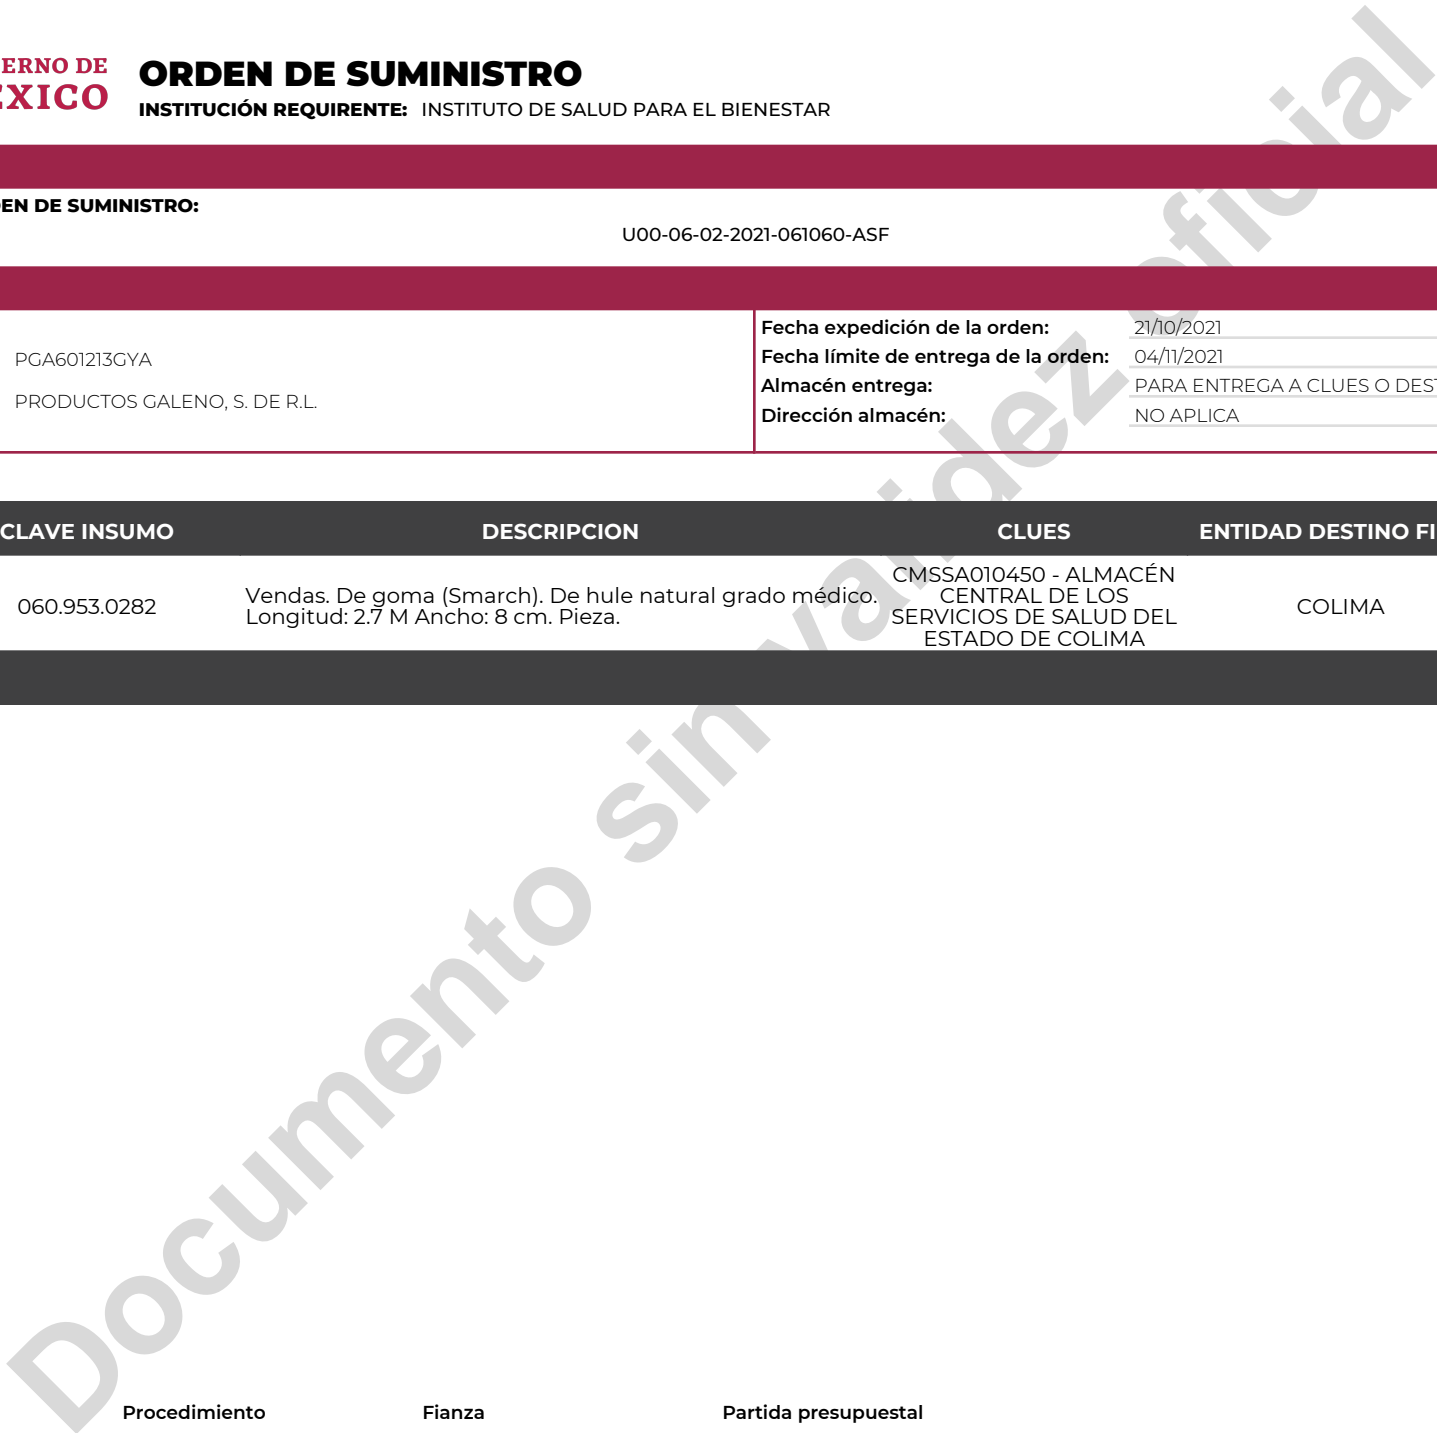 ERNO DE
EXICO
ORDEN DE SUMINISTRO
INSTITUCIÓN REQUIRENTE: INSTITUTO DE SALUD PARA EL BIENESTAR
EN DE SUMINISTRO:
U00-06-02-2021-061060-ASF
PGA601213GYA
PRODUCTOS GALENO, S. DE R.L.
Fecha expedición de la orden: 21/10/2021
Fecha límite de entrega de la orden: 04/11/2021
Almacén entrega: PARA ENTREGA A CLUES O DEST
Dirección almacén: NO APLICA
CLAVE INSUMO DESCRIPCION CLUES ENTIDAD DESTINO FI
060.953.0282
Vendas. De goma (Smarch). De hule natural grado médico.
Longitud: 2.7 M Ancho: 8 cm. Pieza.
CMSSA010450 - ALMACÉN
CENTRAL DE LOS
SERVICIOS DE SALUD DEL
ESTADO DE COLIMA
COLIMA
Documento sin validez oficial
Procedimiento Fianza Partida presupuestal